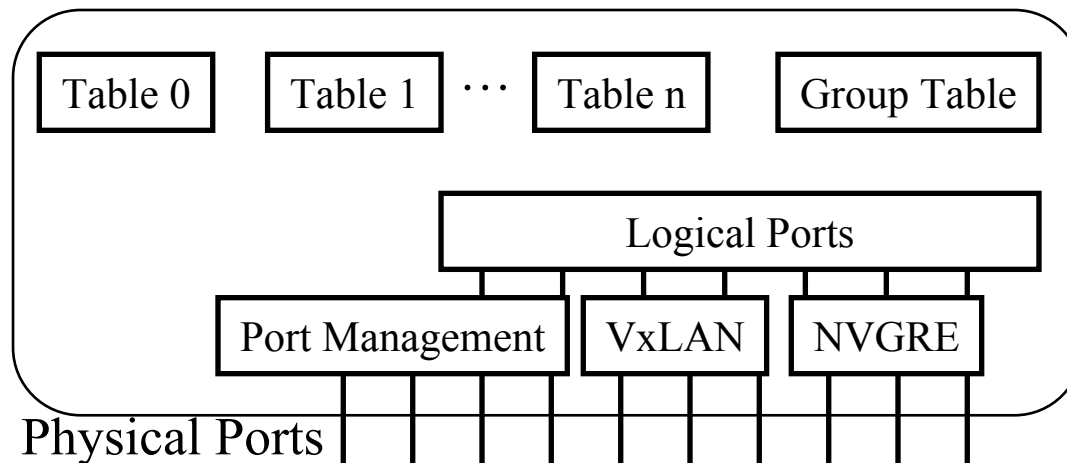 Table 0 Table 1 ... Table n Group Table
Logical Ports
Port Management VxLAN NVGRE
Physical Ports